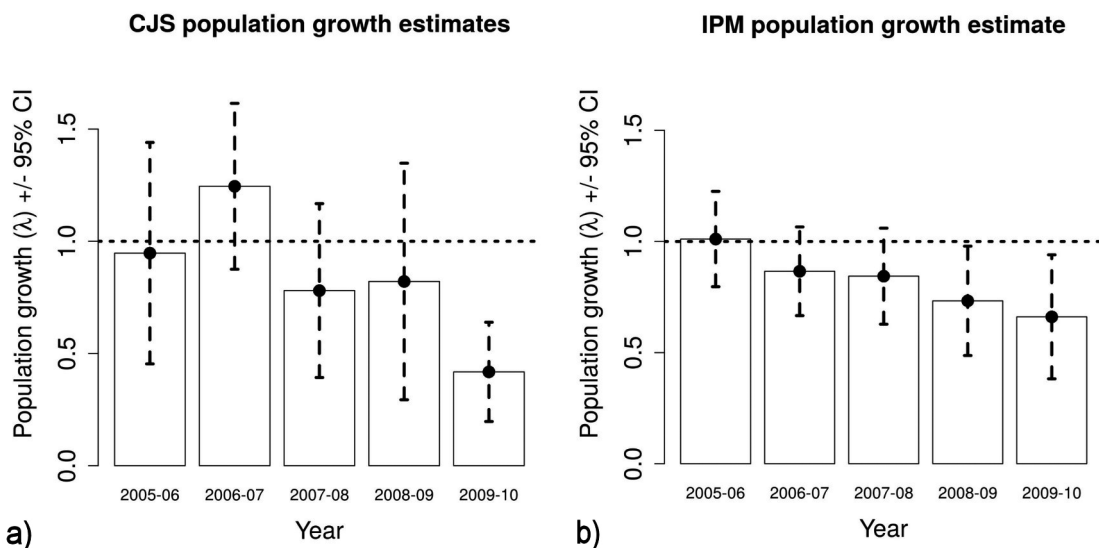 CJS population growth estimates
Population growth (λ) +/- 95% CI
1.5
1.0
0.5
0.0
2005-06 2006-07 2007-08 2008-09 2009-10
Year
a)
IPM population growth estimate
Population growth (λ) +/- 95% CI
1.5
1.0
0.5
0.0
2005-06 2006-07 2007-08 2008-09 2009-10
Year
b)